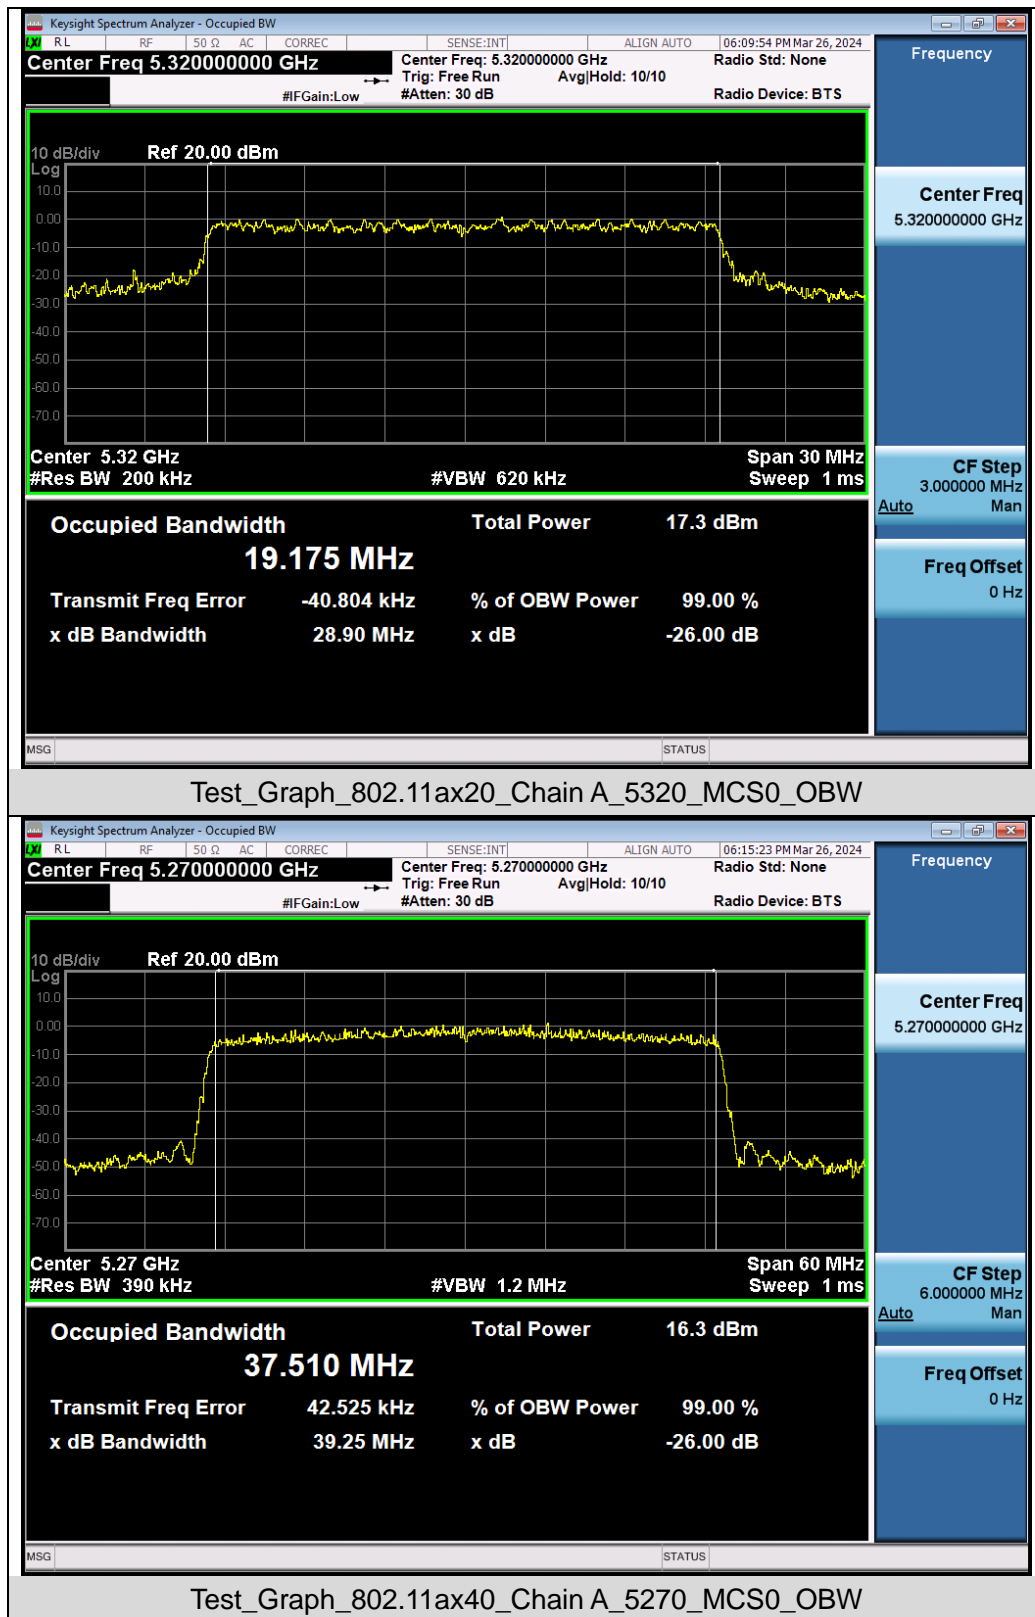 Keysight Spectrum Analyzer - Occupied BW
LXI RL RF 50 Ω AC CORREC SENSE:INT ALIGN AUTO 06:09:54 PM Mar 26, 2024
Center Freq 5.320000000 GHz
Center Freq: 5.320000000 GHz
Radio Std: None
Trig: Free Run Avg|Hold: 10/10
#IFGain:Low
#Atten: 30 dB
Radio Device: BTS
Frequency
10 dB/div Ref 20.00 dBm
Log
10.0
0.00
-10.0
-20.0
-30.0
-40.0
-50.0
-60.0
-70.0
Center 5.32 GHz Span 30 MHz
#Res BW 200 kHz #VBW 620 kHz Sweep 1 ms
Center Freq
5.320000000 GHz
CF Step
3.000000 MHz
Auto Man
Freq Offset
0 Hz
Occupied Bandwidth Total Power 17.3 dBm
19.175 MHz
Transmit Freq Error -40.804 kHz % of OBW Power 99.00 %
x dB Bandwidth 28.90 MHz x dB -26.00 dB
MSG STATUS
Test_Graph_802.11ax20_Chain A_5320_MCS0_OBW
Keysight Spectrum Analyzer - Occupied BW
LXI RL RF 50 Ω AC CORREC SENSE:INT ALIGN AUTO 06:15:23 PM Mar 26, 2024
Center Freq 5.270000000 GHz
Center Freq: 5.270000000 GHz
Radio Std: None
Trig: Free Run Avg|Hold: 10/10
#IFGain:Low
#Atten: 30 dB
Radio Device: BTS
Frequency
10 dB/div Ref 20.00 dBm
Log
10.0
0.00
-10.0
-20.0
-30.0
-40.0
-50.0
-60.0
-70.0
Center 5.27 GHz Span 60 MHz
#Res BW 390 kHz #VBW 1.2 MHz Sweep 1 ms
Center Freq
5.270000000 GHz
CF Step
6.000000 MHz
Auto Man
Freq Offset
0 Hz
Occupied Bandwidth Total Power 16.3 dBm
37.510 MHz
Transmit Freq Error 42.525 kHz % of OBW Power 99.00 %
x dB Bandwidth 39.25 MHz x dB -26.00 dB
MSG STATUS
Test_Graph_802.11ax40_Chain A_5270_MCS0_OBW